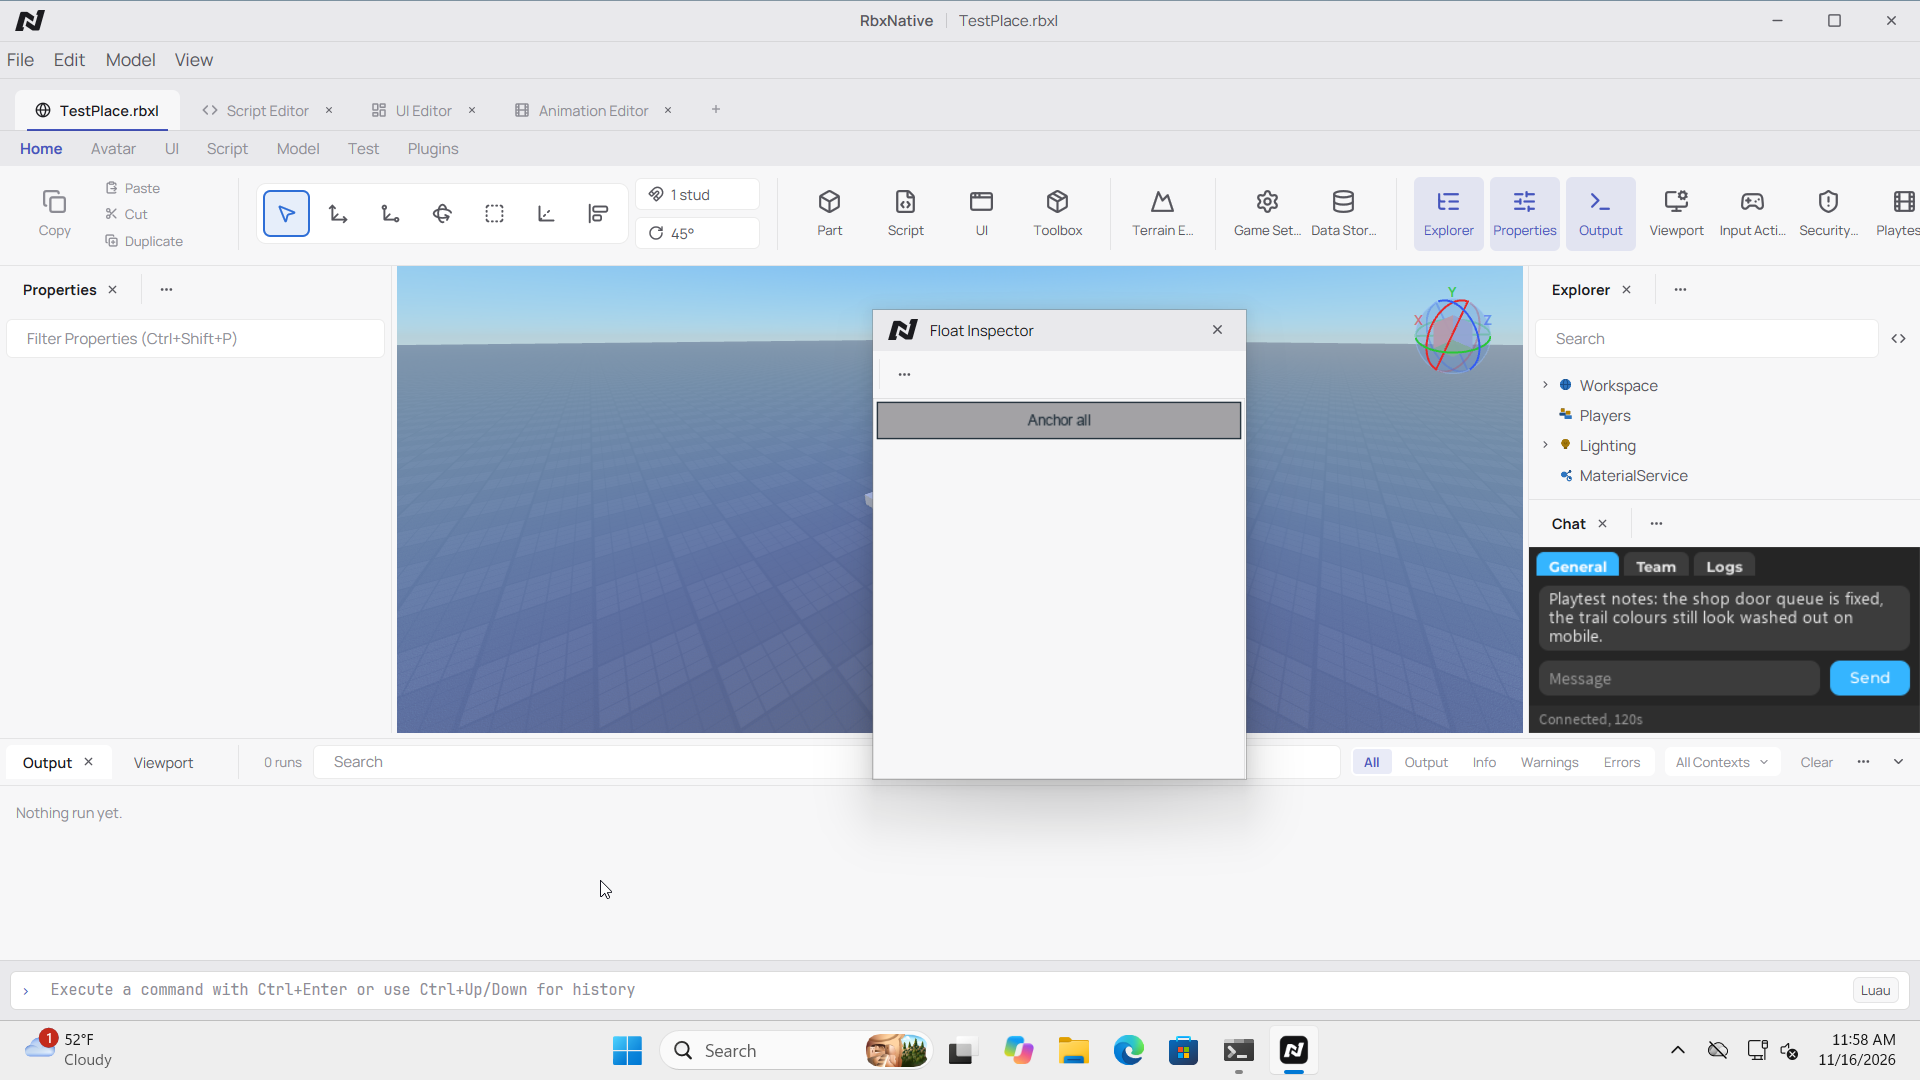 RbxNative
TestPlace.rbxl
File
Edit
Model
View
TestPlace.rbxl
Script Editor
UI Editor
Animation Editor
Home
Avatar
UI
Script
Model
Test
Plugins
Copy
Paste
Cut
Duplicate
1 stud
45°
Part
Script
UI
Toolbox
Terrain E...
Game Set...
Data Stor...
Explorer
Properties
Output
Viewport
Input Acti...
Security...
Playtes
Properties
Filter Properties (Ctrl+Shift+P)
Y
X
Z
Float Inspector
Anchor all
Explorer
Search
Workspace
Players
Lighting
MaterialService
Chat
General
Team
Logs
Playtest notes: the shop door queue is fixed,
the trail colours still look washed out on
mobile.
Message
Send
Connected, 120s
Output
Viewport
0 runs
Search
All
Output
Info
Warnings
Errors
All Contexts
Clear
Nothing run yet.
Execute a command with Ctrl+Enter or use Ctrl+Up/Down for history
Luau
1
52°F
Cloudy
Search
11:58 AM
11/16/2026